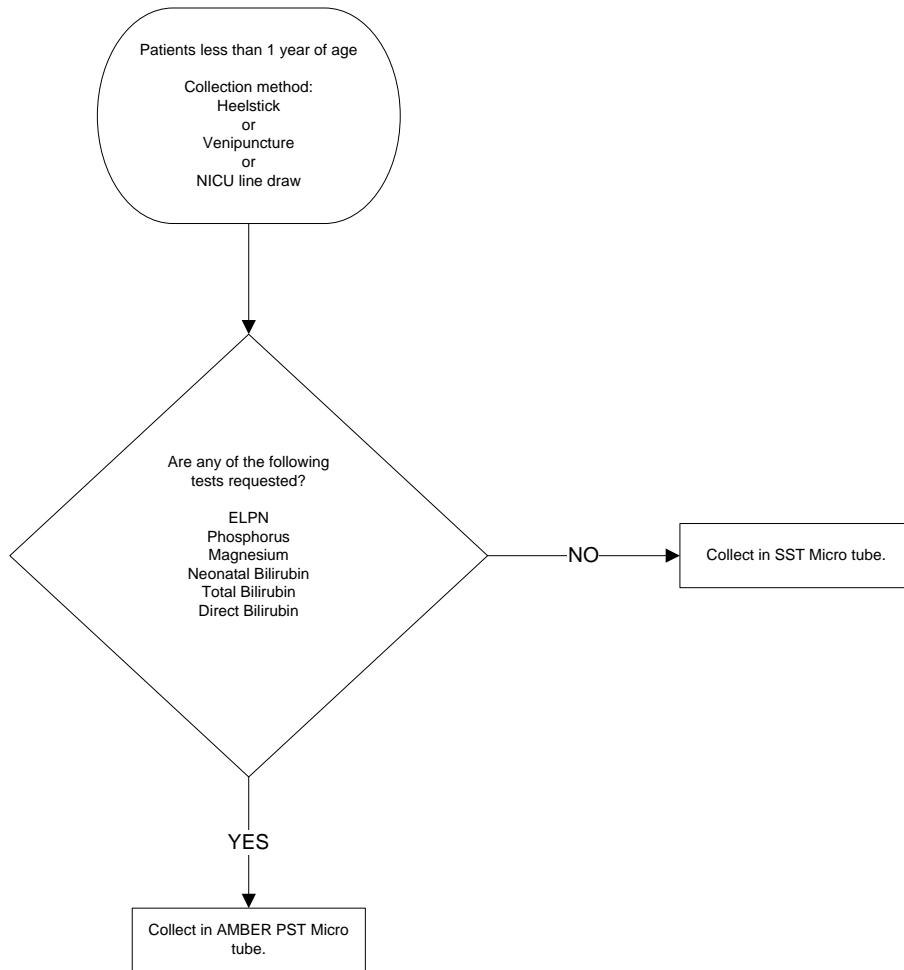 Patients less than 1 year of age
Collection method:
Heelstick
or
Venipuncture
or
NICU line draw
Are any of the following
tests requested?
ELPN
Phosphorus
Magnesium
Neonatal Bilirubin
Total Bilirubin
Direct Bilirubin
NO
Collect in SST Micro tube.
YES
Collect in AMBER PST Micro
tube.